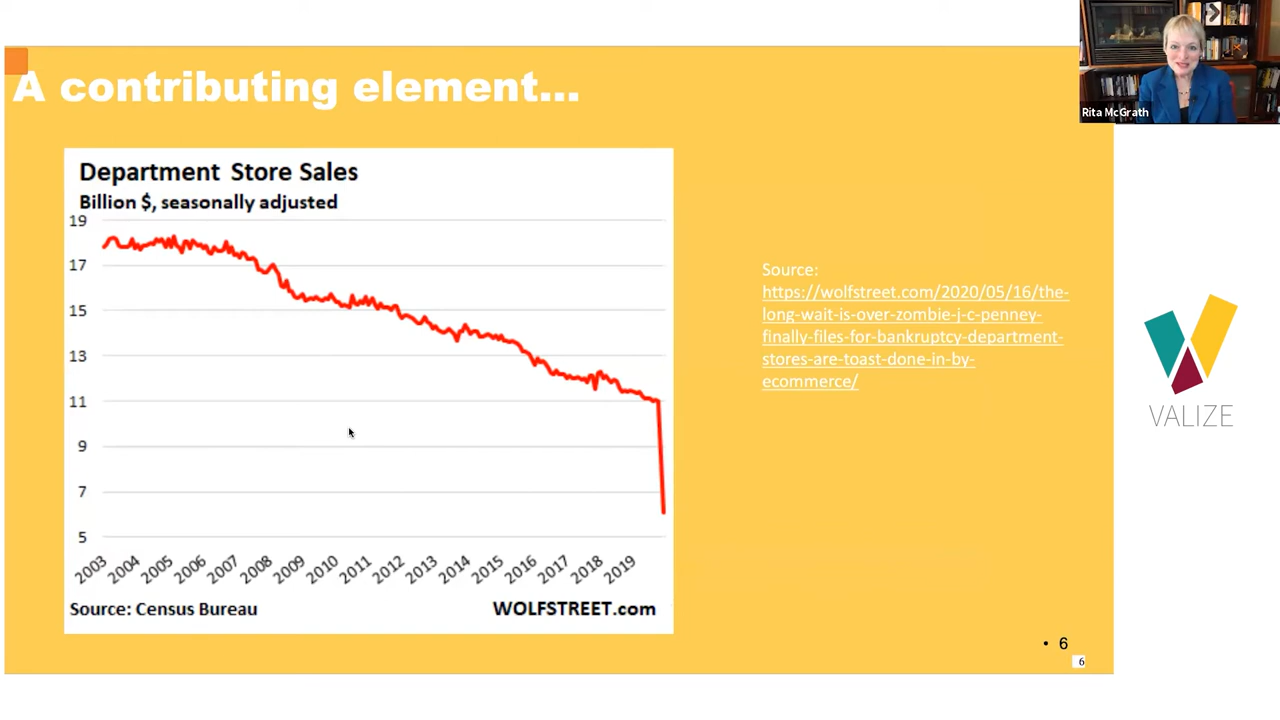 A contributing element...
Rita McGrath
Department Store Sales
Billion $, seasonally adjusted
19
17
15
13
11
9
7
5
2003 2004 2005 2006 2007 2008 2009 2010 2011 2012 2013 2014 2015 2016 2017 2018 2019
Source: Census Bureau
WOLFSTREET.com
Source:
https://wolfstreet.com/2020/05/16/the-
long-wait-is-over-zombie-j-c-penney-
finally-files-for-bankruptcy-department-
stores-are-toast-done-in-by-
ecommerce/
VALIZE
• 6
6